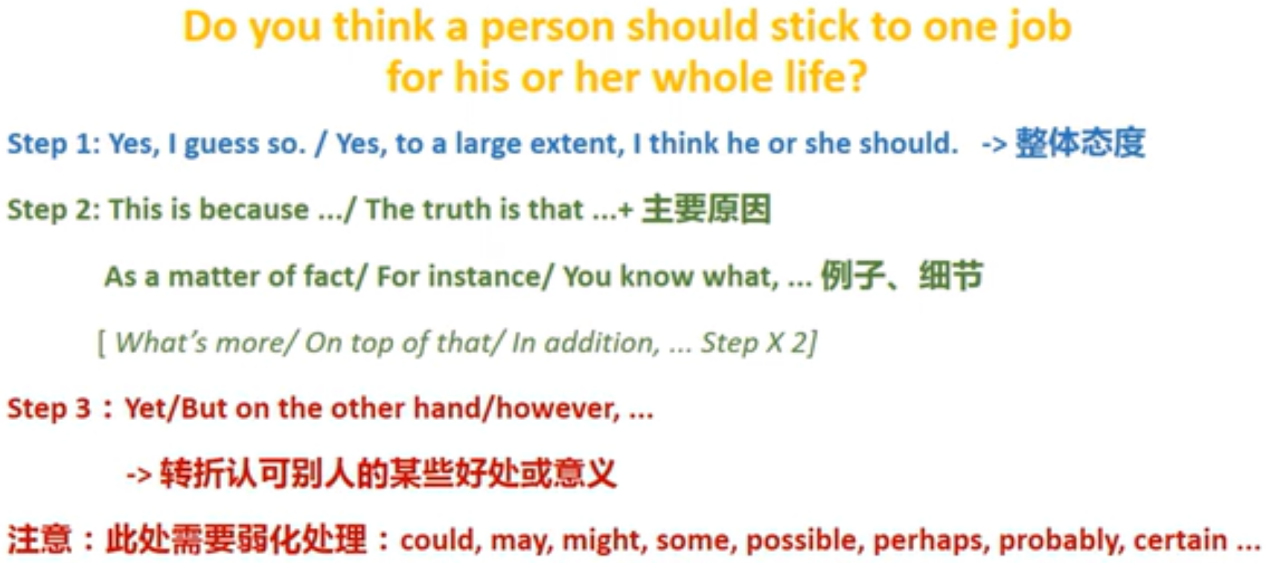 Do you think a person should stick to one job
for his or her whole life?
Step 1: Yes, I guess so. / Yes, to a large extent, I think he or she should.   -> 整体态度
Step 2: This is because .../ The truth is that ...+ 主要原因
As a matter of fact/ For instance/ You know what, ... 例子、细节
[ What's more/ On top of that/ In addition, ... Step X 2]
Step 3：Yet/But on the other hand/however, ...
-> 转折认可别人的某些好处或意义
注意：此处需要弱化处理：could, may, might, some, possible, perhaps, probably, certain ...